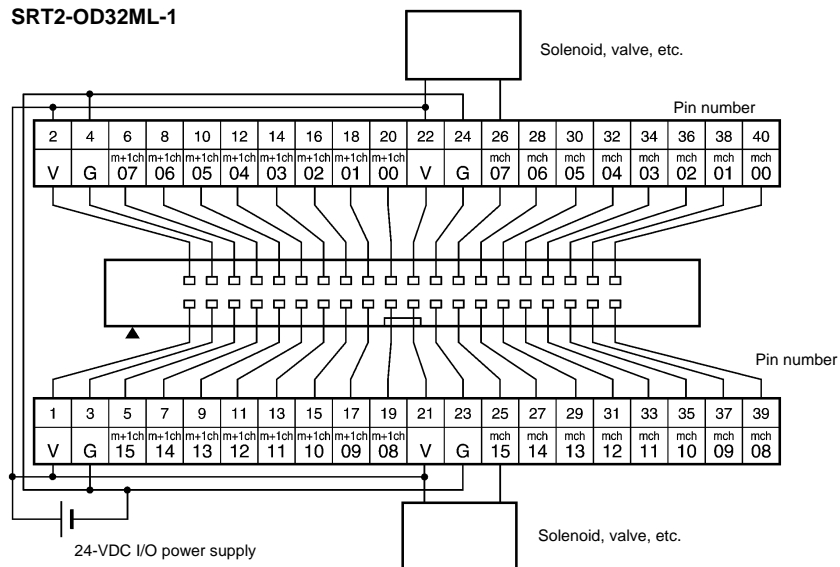 SRT2-OD32ML-1
Solenoid, valve, etc.
Pin number
2 4 6 8 10 12 14 16 18 20 22 24 26 28 30 32 34 36 38 40
V G m+1ch 07 m+1ch 06 m+1ch 05 m+1ch 04 m+1ch 03 m+1ch 02 m+1ch 01 m+1ch 00 V G mch 07 mch 06 mch 05 mch 04 mch 03 mch 02 mch 01 mch 00
Pin number
1 3 5 7 9 11 13 15 17 19 21 23 25 27 29 31 33 35 37 39
V G m+1ch 15 m+1ch 14 m+1ch 13 m+1ch 12 m+1ch 11 m+1ch 10 m+1ch 09 m+1ch 08 V G mch 15 mch 14 mch 13 mch 12 mch 11 mch 10 mch 09 mch 08
Solenoid, valve, etc.
24-VDC I/O power supply